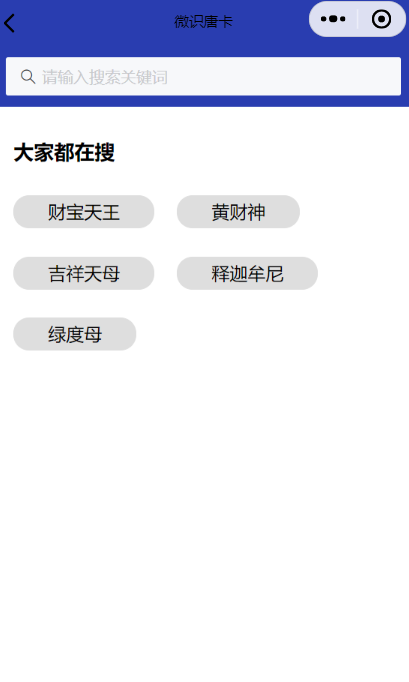 微识唐卡
请输入搜索关键词
大家都在搜
财宝天王
黄财神
吉祥天母
释迦牟尼
绿度母